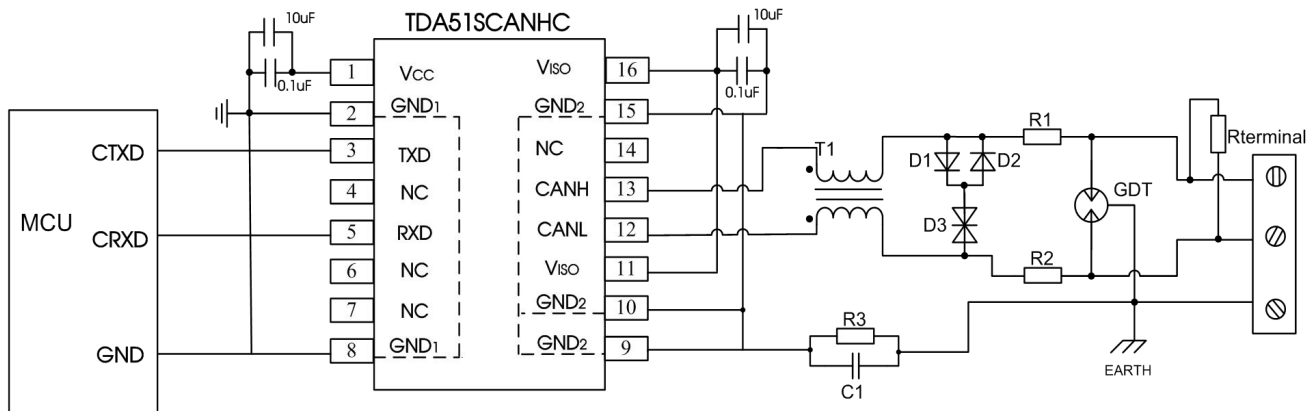 TDA51SCANHC
10uF
0.1uF
10uF
0.1uF
1
VCC
VISO
16
2
GND1
GND2
15
CTXD
3
TXD
NC
14
4
NC
CANH
13
MCU
CRXD
5
RXD
CANL
12
6
NC
VISO
11
7
NC
GND2
10
GND
8
GND1
GND2
9
T1
D1
D2
D3
R1
R2
GDT
Rterminal
R3
C1
EARTH